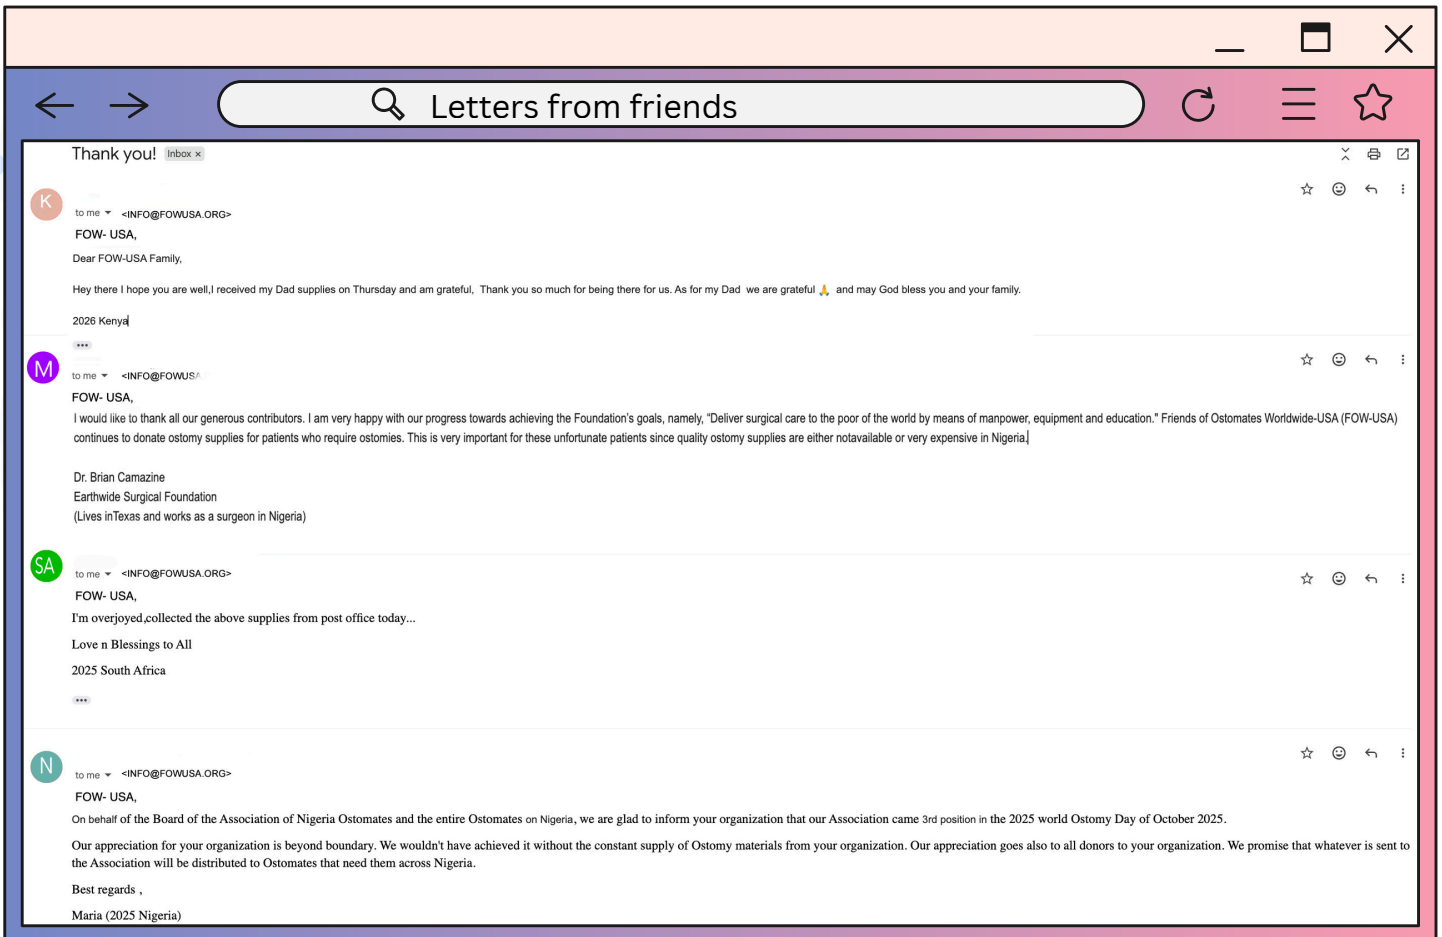 Letters from friends
Thank you! Inbox ×
K
to me <INFO@FOWUSA.ORG>
FOW- USA,
Dear FOW-USA Family,
Hey there I hope you are well,I received my Dad supplies on Thursday and am grateful, Thank you so much for being there for us. As for my Dad we are grateful 🙏 and may God bless you and your family.
2026 Kenya
M
to me <INFO@FOWUSA
FOW- USA,
I would like to thank all our generous contributors. I am very happy with our progress towards achieving the Foundation's goals, namely, "Deliver surgical care to the poor of the world by means of manpower, equipment and education." Friends of Ostomates Worldwide-USA (FOW-USA)
continues to donate ostomy supplies for patients who require ostomies. This is very important for these unfortunate patients since quality ostomy supplies are either notavailable or very expensive in Nigeria.
Dr. Brian Camazine
Earthwide Surgical Foundation
(Lives inTexas and works as a surgeon in Nigeria)
SA
to me <INFO@FOWUSA.ORG>
FOW- USA,
I'm overjoyed,collected the above supplies from post office today...
Love n Blessings to All
2025 South Africa
N
to me <INFO@FOWUSA.ORG>
FOW- USA,
On behalf of the Board of the Association of Nigeria Ostomates and the entire Ostomates on Nigeria, we are glad to inform your organization that our Association came 3rd position in the 2025 world Ostomy Day of October 2025.
Our appreciation for your organization is beyond boundary. We wouldn't have achieved it without the constant supply of Ostomy materials from your organization. Our appreciation goes also to all donors to your organization. We promise that whatever is sent to
the Association will be distributed to Ostomates that need them across Nigeria.
Best regards ,
Maria (2025 Nigeria)